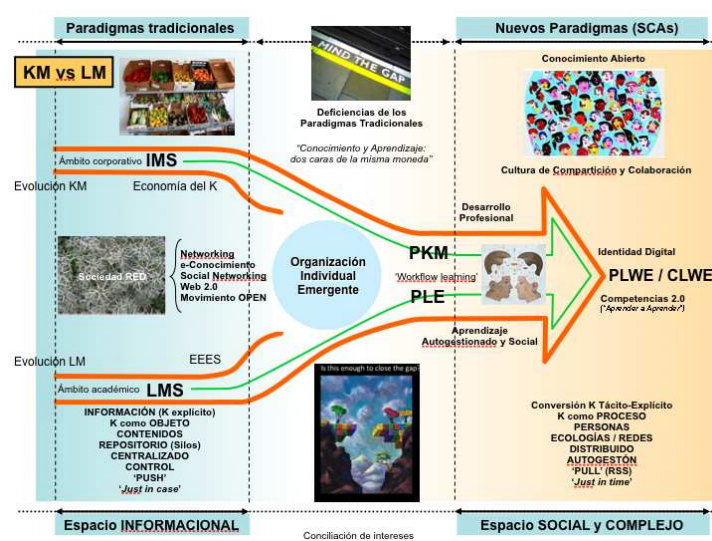 Paradigmas tradicionales
Nuevos Paradigmas (SCAs)
KM vs LM
MIND THE GAP
Conocimiento Abierto
Deficiencias de los
Paradigmas Tradicionales
"Conocimiento y Aprendizaje:
dos caras de la misma moneda"
Cultura de Compartición y Colaboración
Ámbito corporativo IMS
Evolución KM
Economía del K
Desarrollo
Profesional
Sociedad RED
Networking
e-Conocimiento
Social Networking
Web 2.0
Movimiento OPEN
Organización
Individual
Emergente
PKM
'Workflow learning'
PLE
Identidad Digital
PLWE / CLWE
Competencias 2.0
("Aprender a Aprender")
Aprendizaje
Autogestionado y Social
Evolución LM
EEES
Ámbito académico LMS
Is this enough to close the gap?
INFORMACIÓN (K explícito)
K como OBJETO
CONTENIDOS
REPOSITORIO (Silos)
CENTRALIZADO
CONTROL
'PUSH'
'Just in case'
Conversión K Tácito-Explícito
K como PROCESO
PERSONAS
ECOLOGÍAS / REDES
DISTRIBUIDO
AUTOGESTIÓN
'PULL' (RSS)
'Just in time'
Espacio INFORMACIONAL
Conciliación de intereses
Espacio SOCIAL y COMPLEJO